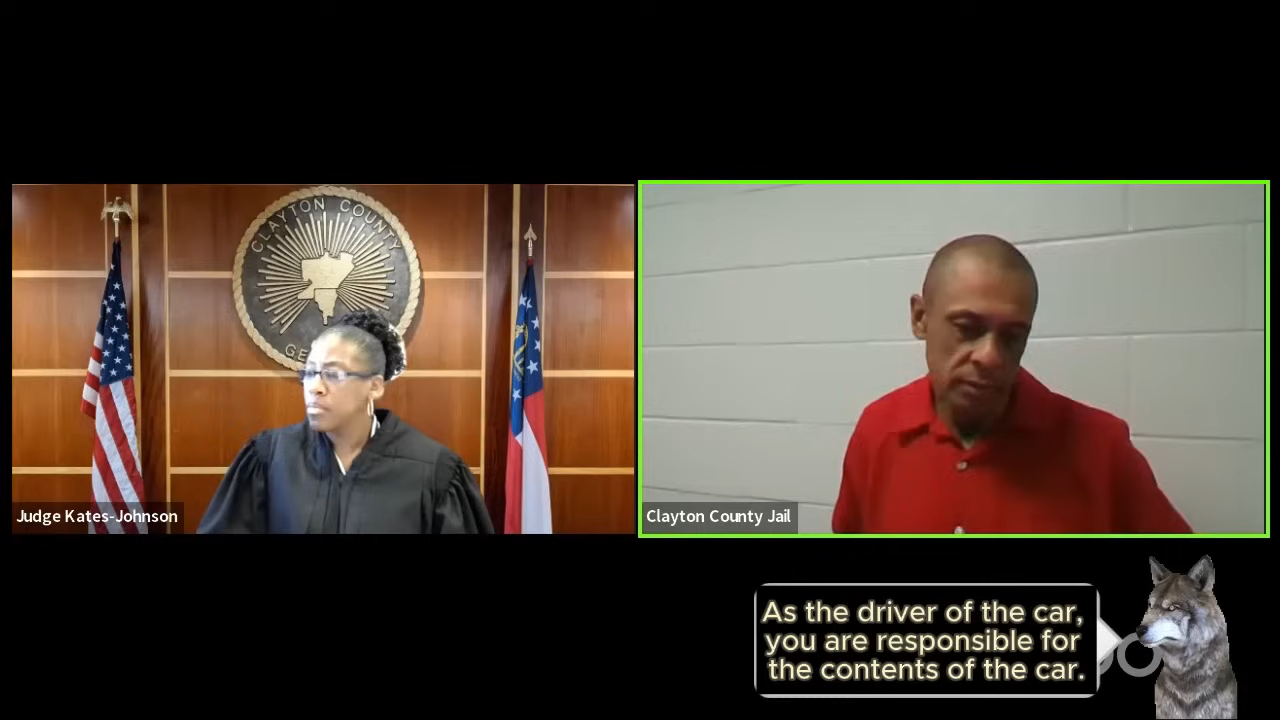 CLAYTON COUNTY
GE
Judge Kates-Johnson
Clayton County Jail
As the driver of the car,
you are responsible for
the contents of the car.